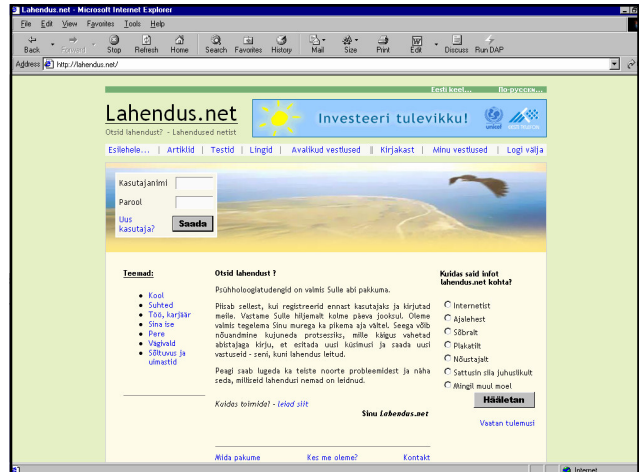 Lahendus.net - Microsoft Internet Explorer
File Edit View Favorites Tools Help
Back Forward Stop Refresh Home Search Favorites History Mail Size Print Edit Discuss Run DAP
Address http://lahendus.net/
Eesti keel... По-русски...
Lahendus.net
Otsid lahendust? - Lahendused netist
Investeeri tulevikku!
unicef EESTI TELEFON
Esilehele... | Artiklid | Testid | Lingid | Avalikud vestlused || Kirjakast | Minu vestlused | Logi välja
Kasutajanimi
Parool
Uus kasutaja?
Saada
Teemad:
Kool
Suhted
Töö, karjäär
Sina ise
Pere
Vägivald
Sõltuvus ja
uimastid
Otsid lahendust ?
Psühholoogiatudengid on valmis Sulle abi pakkuma.
Piisab sellest, kui registreerid ennast kasutajaks ja kirjutad
meile. Vastame Sulle hiljemalt kolme päeva jooksul. Oleme
valmis tegelema Sinu murega ka pikema aja vältel. Seega võib
nõuandmine kujuneda protsessiks, mille käigus vahetad
abistajaga kirju, et esitada uusi küsimusi ja saada uusi
vastuseid - seni, kuni lahendus leitud.
Peagi saab lugeda ka teiste noorte probleemidest ja näha
seda, milliseid lahendusi nemad on leidnud.
Kuidas toimida? - leiad siit
Sinu Lahendus.net
Mida pakume Kes me oleme? Kontakt
Kuidas said infot
lahendus.net kohta?
Internetist
Ajalehest
Sõbralt
Plakatilt
Nõustajalt
Sattusin siia juhuslikult
Mingil muul moel
Hääletan
Vaatan tulemusi
Internet